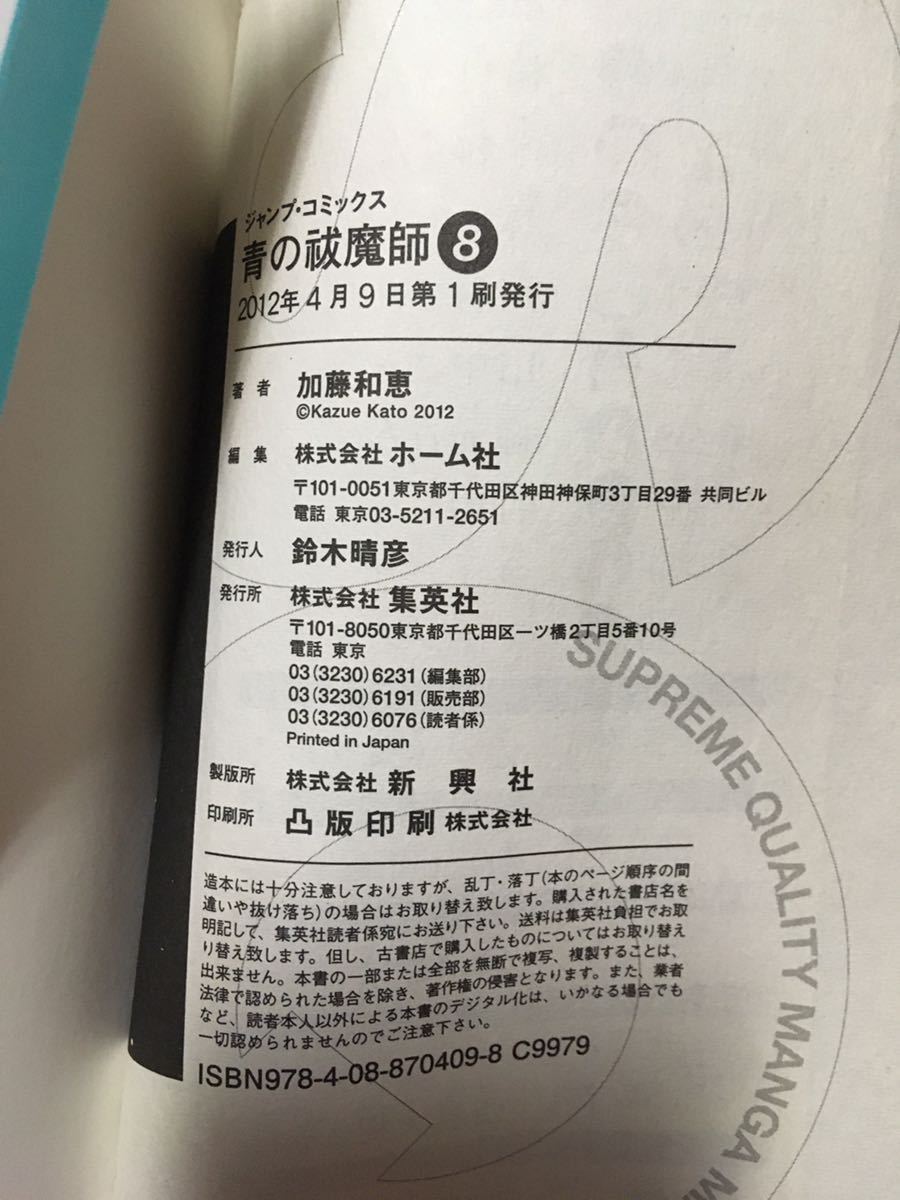 ジャンプ・コミックス
青の祓魔師 8
2012年4月9日第1刷発行
著者 加藤和恵
©Kazue Kato 2012
編集 株式会社 ホーム社
〒101-0051東京都千代田区神田神保町3丁目29番 共同ビル
電話 東京03-5211-2651
発行人 鈴木晴彦
発行所 株式会社 集英社
〒101-8050東京都千代田区一ツ橋2丁目5番10号
電話 東京
03(3230)6231(編集部)
03(3230)6191(販売部)
03(3230)6076(読者係)
Printed in Japan
製版所 株式会社 新興社
印刷所 凸版印刷 株式会社
造本には十分注意しておりますが、乱丁・落丁(本のページ順序の間
違いや抜け落ち)の場合はお取り替え致します。購入された書店名を
明記して、集英社読者係宛にお送り下さい。送料は集英社負担でお取
り替え致します。但し、古書店で購入したものについてはお取り替え
出来ません。本書の一部または全部を無断で複写、複製することは、
法律で認められた場合を除き、著作権の侵害となります。また、業者
など、読者本人以外による本書のデジタル化は、いかなる場合でも
一切認められませんのでご注意下さい。
ISBN978-4-08-870409-8 C9979
SUPREME QUALITY MANGA M